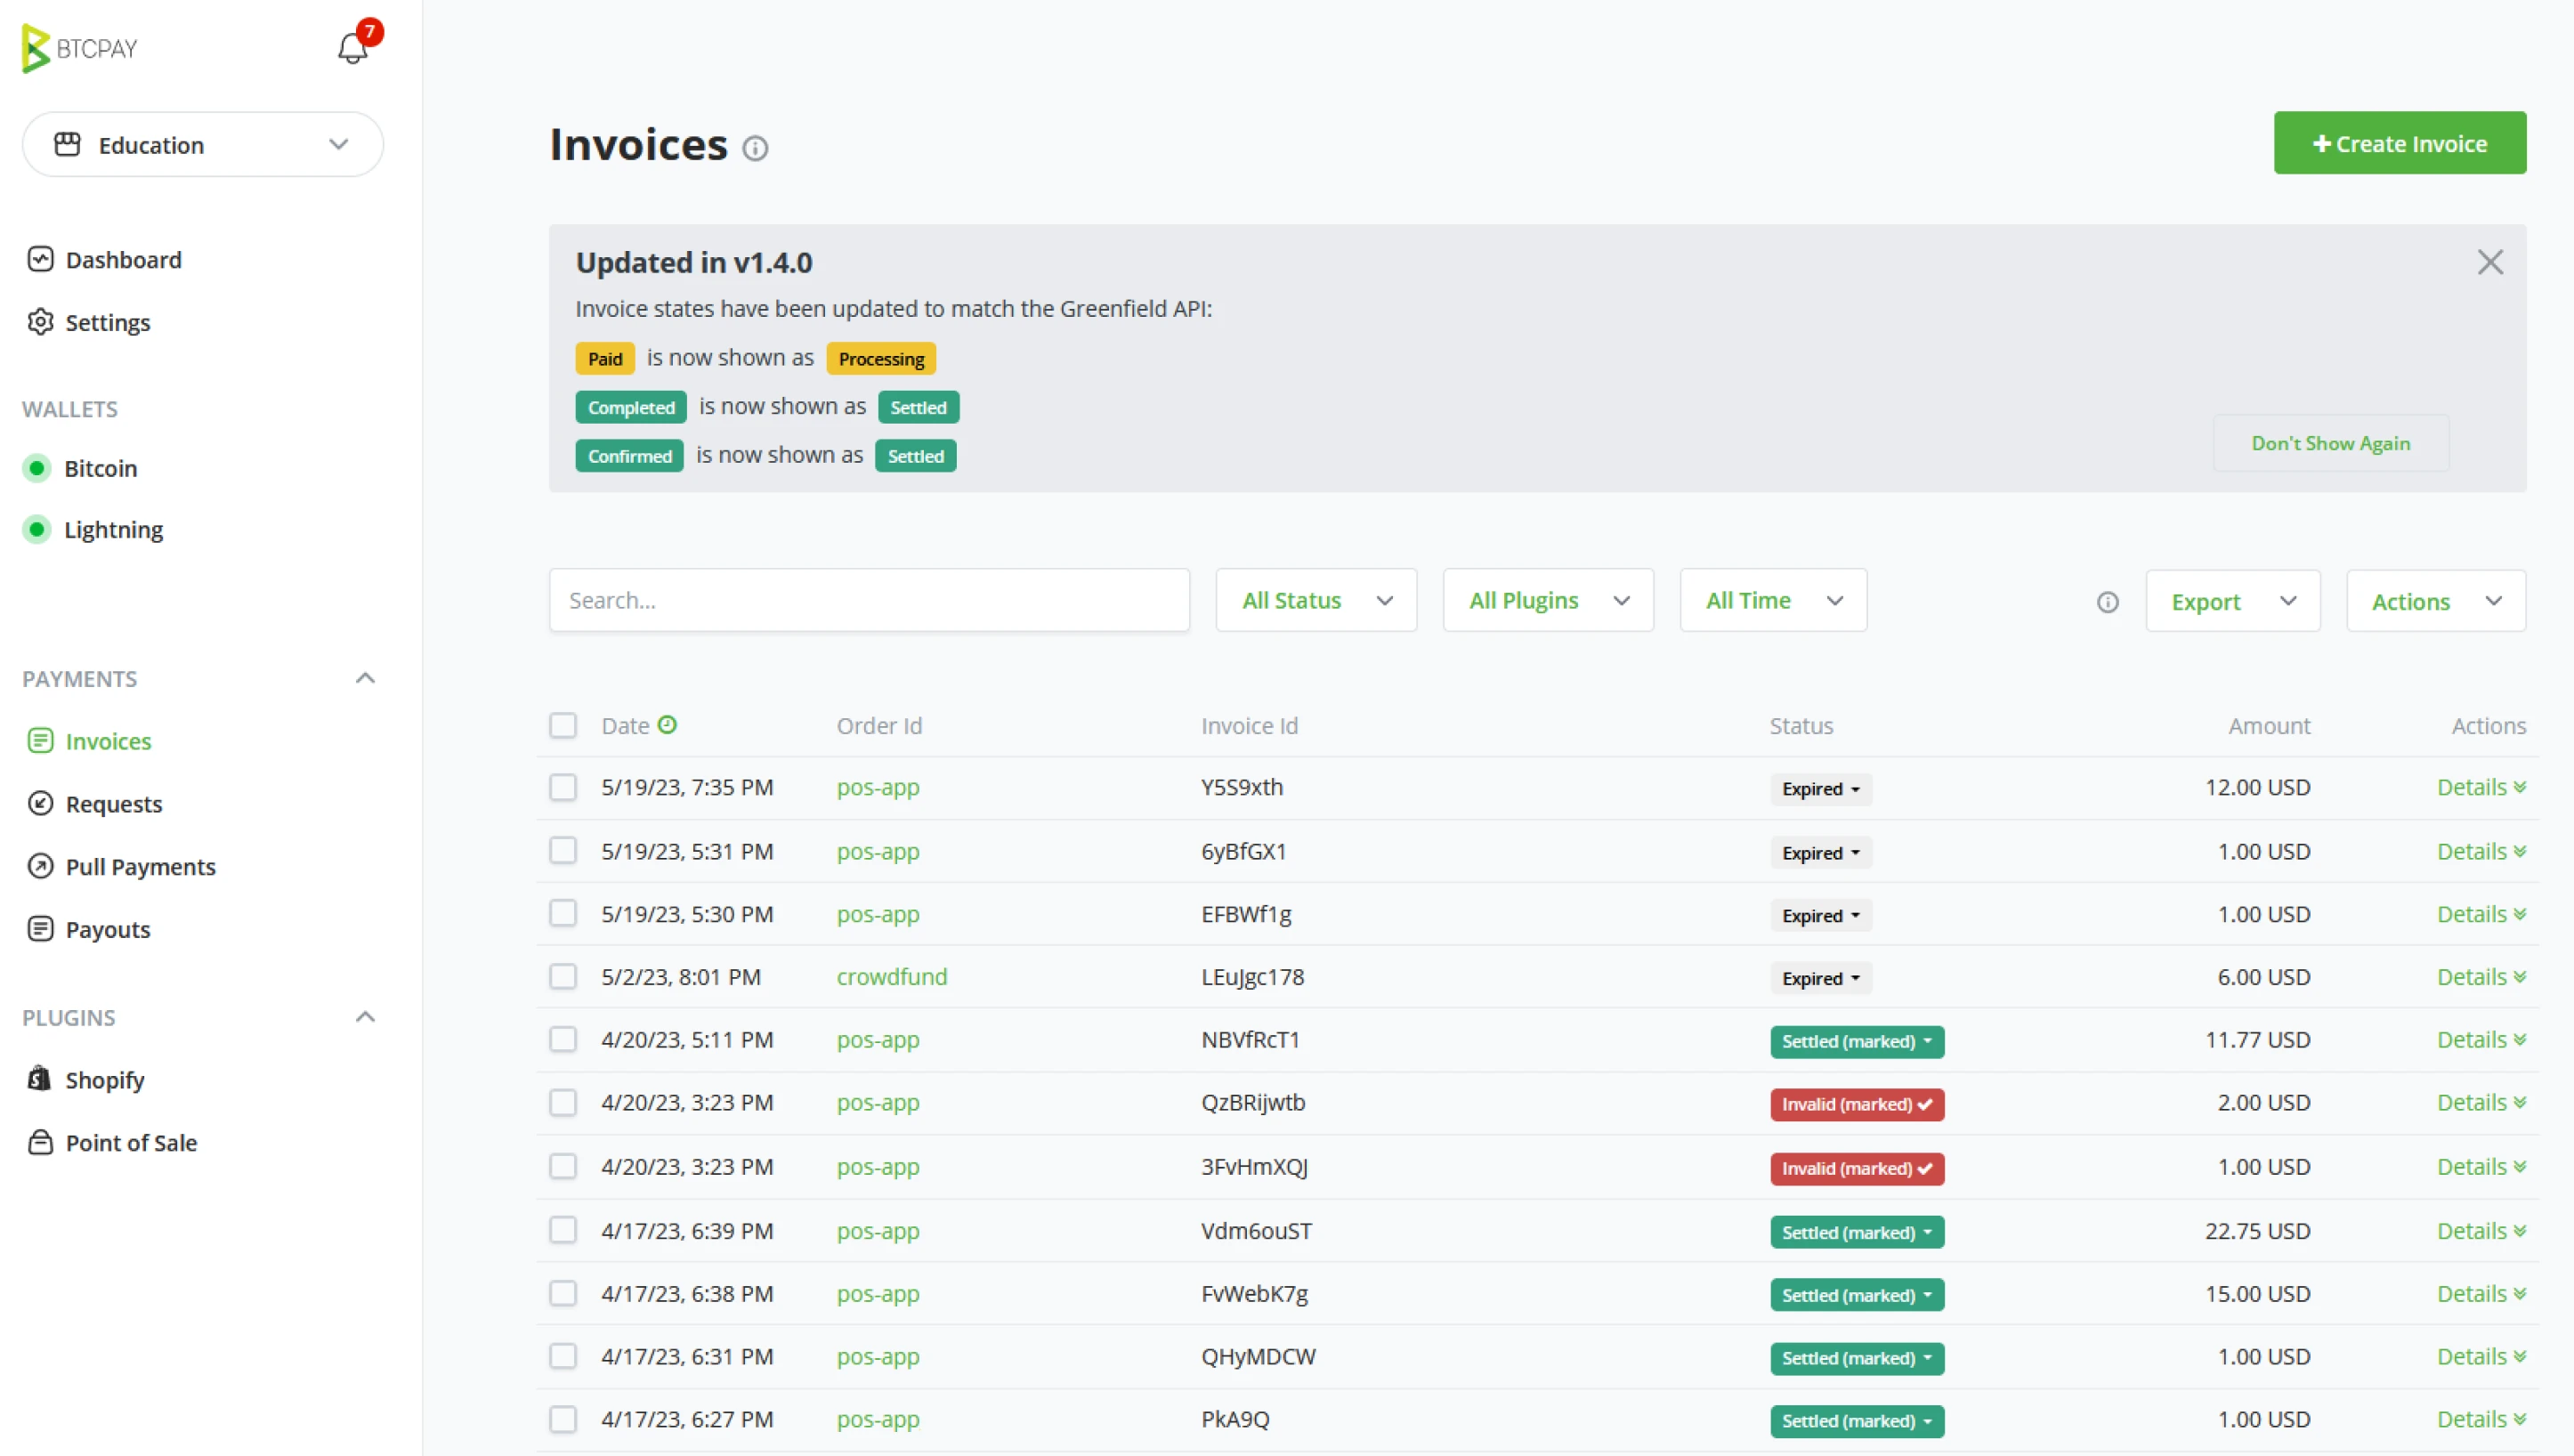 BTCPAY
7
Education
Dashboard
Settings
WALLETS
Bitcoin
Lightning
PAYMENTS
Invoices
Requests
Pull Payments
Payouts
PLUGINS
Shopify
Point of Sale
Invoices
Create Invoice
Updated in v1.4.0
Invoice states have been updated to match the Greenfield API:
Paid is now shown as Processing
Completed is now shown as Settled
Confirmed is now shown as Settled
Don't Show Again
Search... All Status All Plugins All Time Export Actions
Date Order Id Invoice Id Status Amount Actions
5/19/23, 7:35 PM pos-app Y5S9xth Expired 12.00 USD Details
5/19/23, 5:31 PM pos-app 6yBfGX1 Expired 1.00 USD Details
5/19/23, 5:30 PM pos-app EFBWf1g Expired 1.00 USD Details
5/2/23, 8:01 PM crowdfund LEuJgc178 Expired 6.00 USD Details
4/20/23, 5:11 PM pos-app NBVfRcT1 Settled (marked) 11.77 USD Details
4/20/23, 3:23 PM pos-app QzBRijwtb Invalid (marked) 2.00 USD Details
4/20/23, 3:23 PM pos-app 3FvHmXQJ Invalid (marked) 1.00 USD Details
4/17/23, 6:39 PM pos-app Vdm6ouST Settled (marked) 22.75 USD Details
4/17/23, 6:38 PM pos-app FvWebK7g Settled (marked) 15.00 USD Details
4/17/23, 6:31 PM pos-app QHyMDCW Settled (marked) 1.00 USD Details
4/17/23, 6:27 PM pos-app PkA9Q Settled (marked) 1.00 USD Details